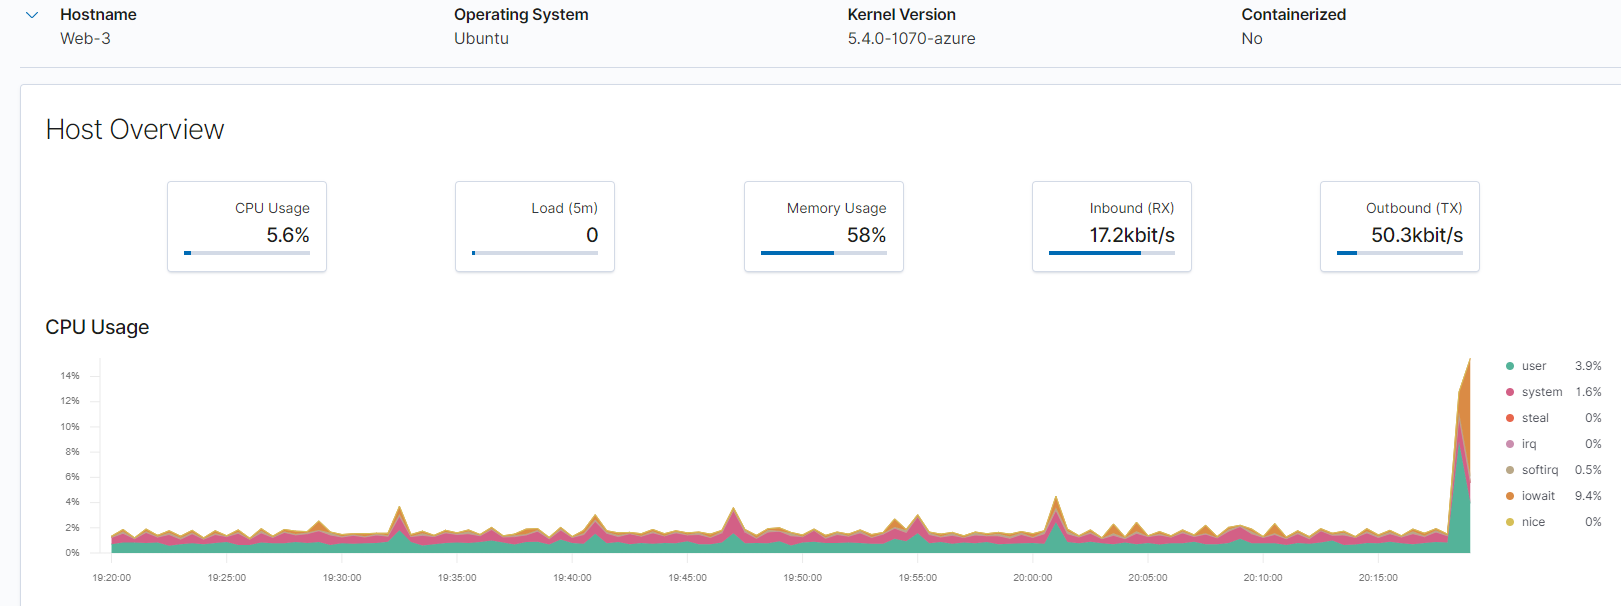 Hostname Operating System Kernel Version Containerized
Web-3 Ubuntu 5.4.0-1070-azure No
Host Overview
CPU Usage Load (5m) Memory Usage Inbound (RX) Outbound (TX)
5.6% 0 58% 17.2kbit/s 50.3kbit/s
CPU Usage
14%
12%
10%
8%
6%
4%
2%
0%
19:20:00 19:25:00 19:30:00 19:35:00 19:40:00 19:45:00 19:50:00 19:55:00 20:00:00 20:05:00 20:10:00 20:15:00
user 3.9%
system 1.6%
steal 0%
irq 0%
softirq 0.5%
iowait 9.4%
nice 0%